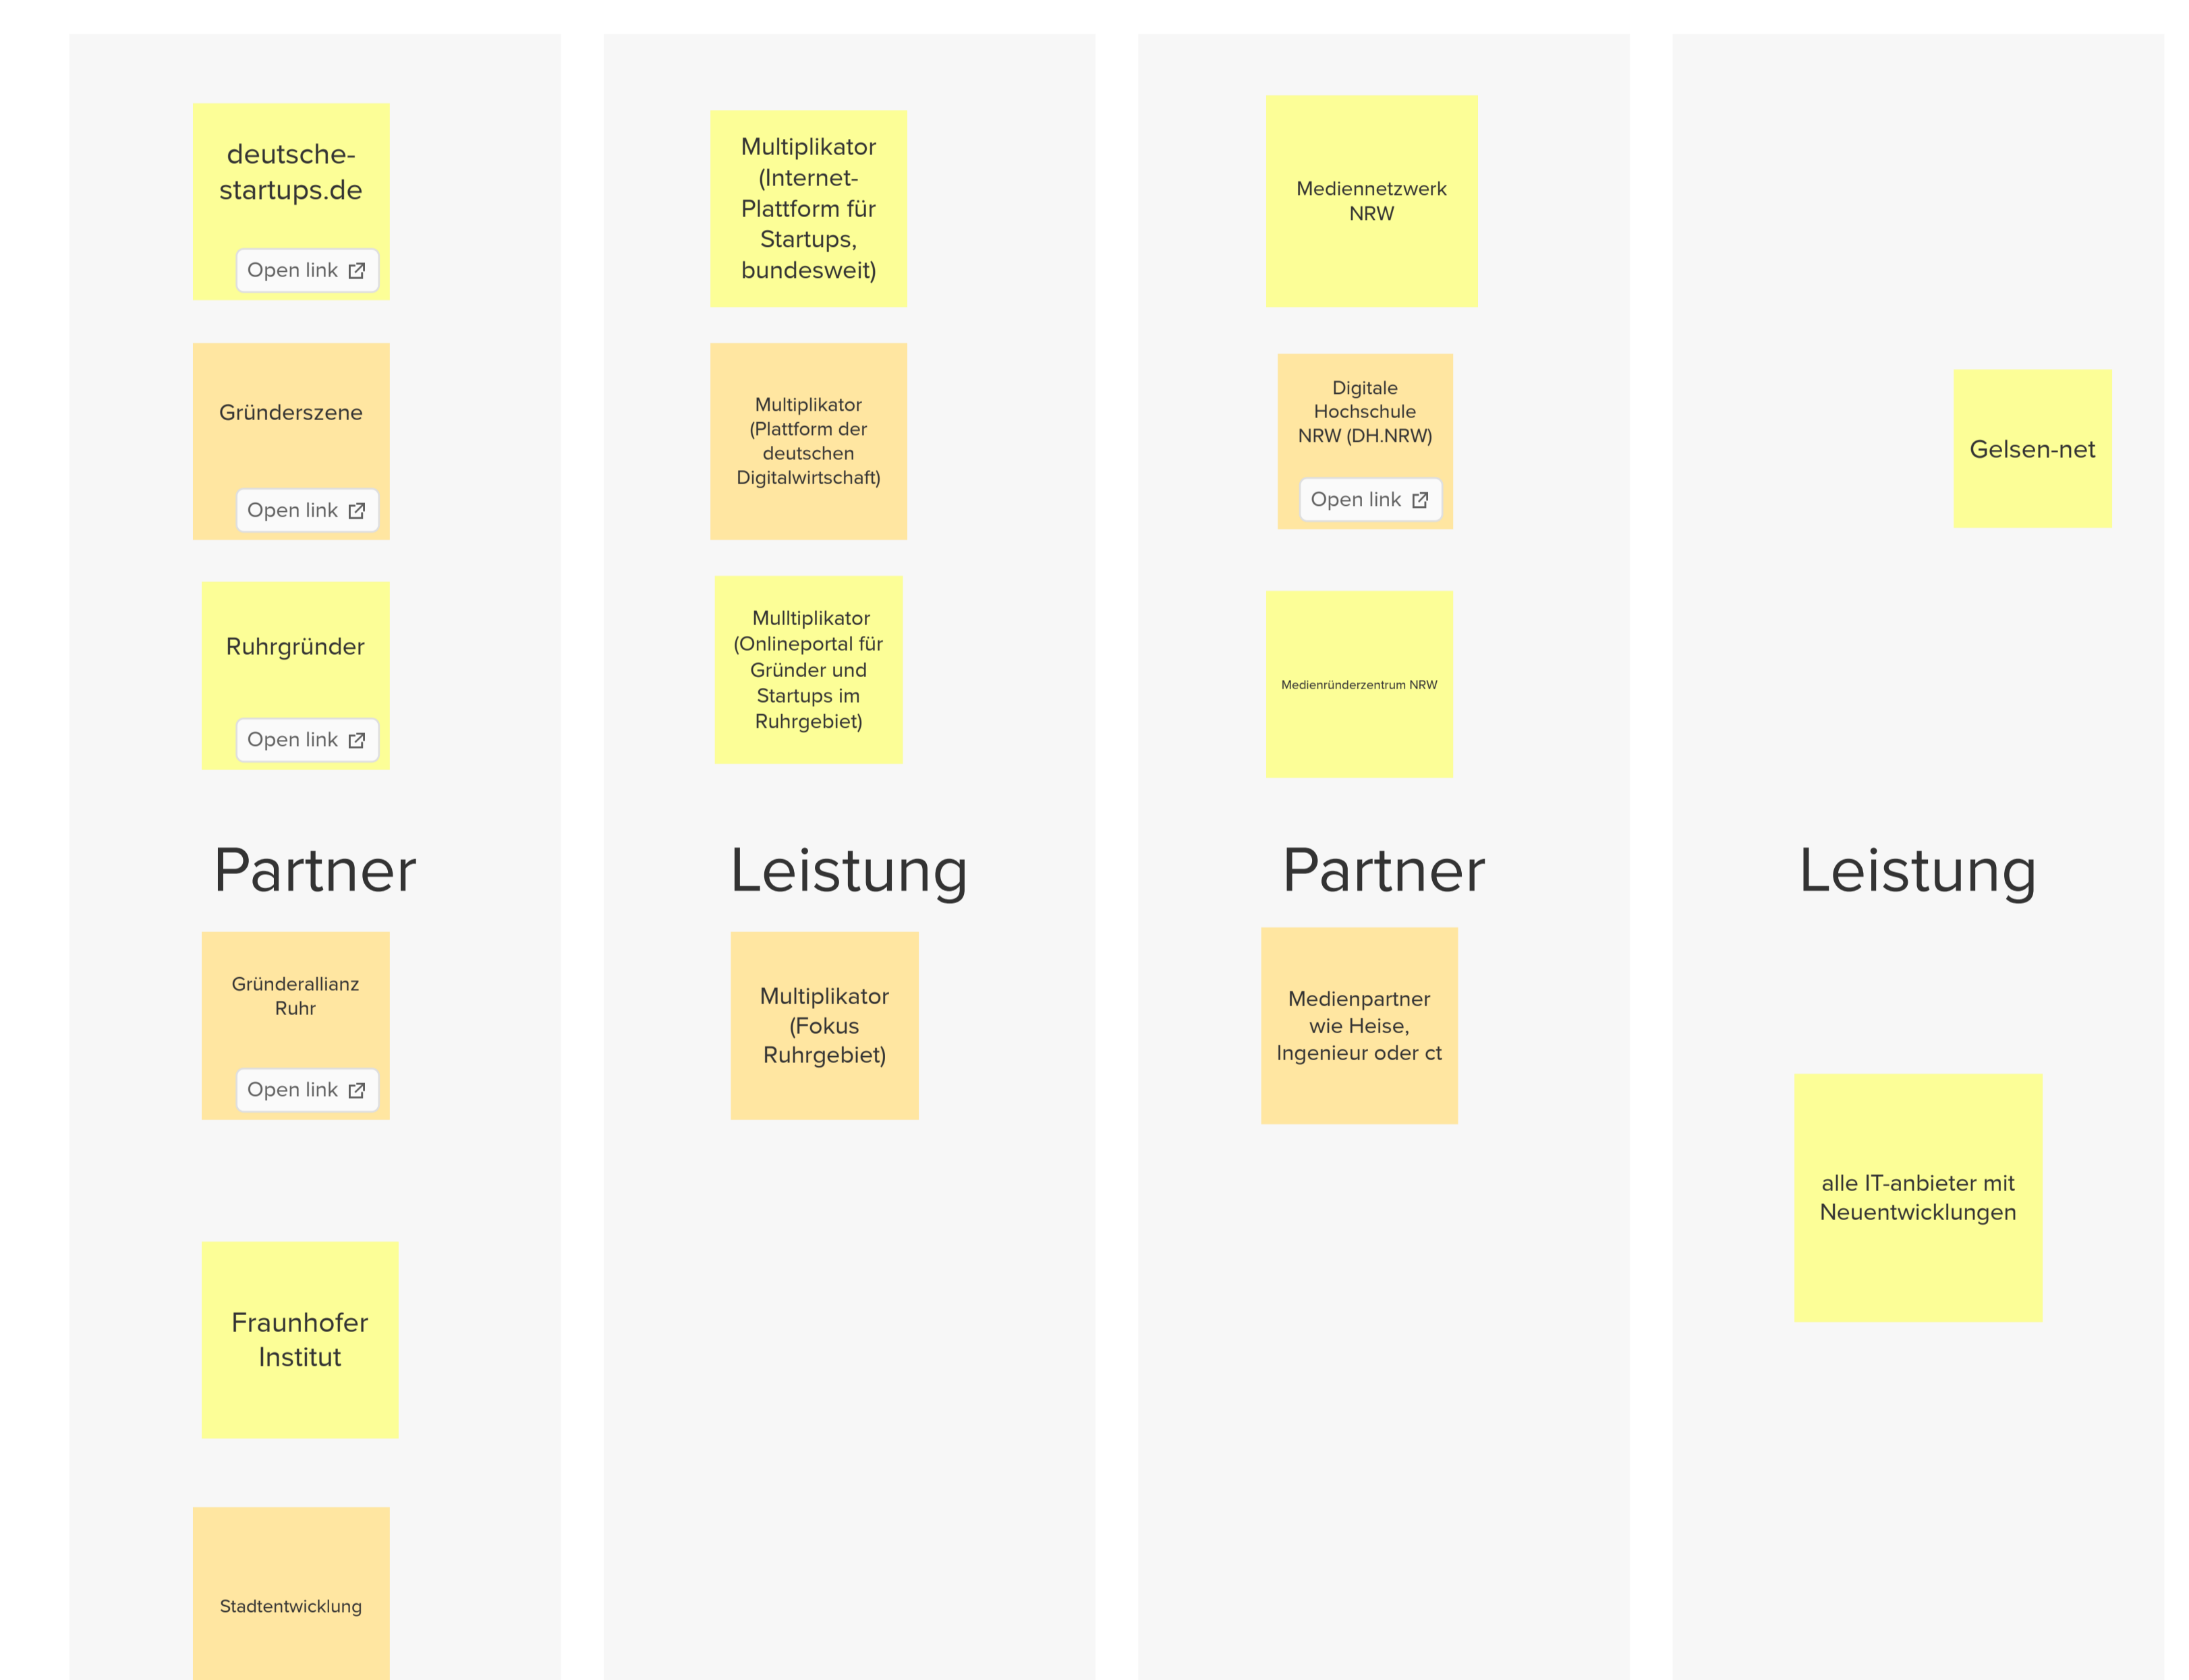 deutsche-
startups.de
Open link
Gründerszene
Open link
Ruhrgründer
Open link
Partner
Gründerallianz
Ruhr
Open link
Fraunhofer
Institut
Stadtentwicklung
Multiplikator
(Internet-
Plattform für
Startups,
bundesweit)
Multiplikator
(Plattform der
deutschen
Digitalwirtschaft)
Mulltiplikator
(Onlineportal für
Gründer und
Startups im
Ruhrgebiet)
Leistung
Multiplikator
(Fokus
Ruhrgebiet)
Mediennetzwerk
NRW
Digitale
Hochschule
NRW (DH.NRW)
Open link
Medienründerzentrum NRW
Partner
Medienpartner
wie Heise,
Ingenieur oder ct
Gelsen-net
Leistung
alle IT-anbieter mit
Neuentwicklungen